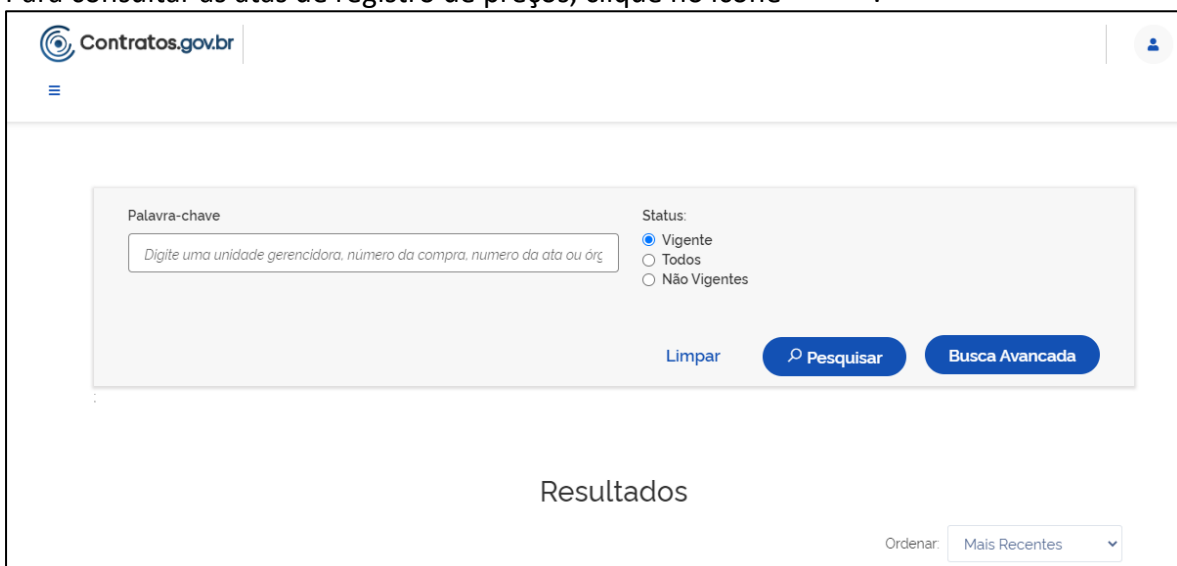 Para consultar as atas de registro de preços, clique no ícone .
Contratos.gov.br
Palavra-chave
Status:
Digite uma unidade gerencidora, número da compra, numero da ata ou órg
Vigente
Todos
Não Vigentes
Limpar
Pesquisar
Busca Avancada
:
Resultados
Ordenar:
Mais Recentes